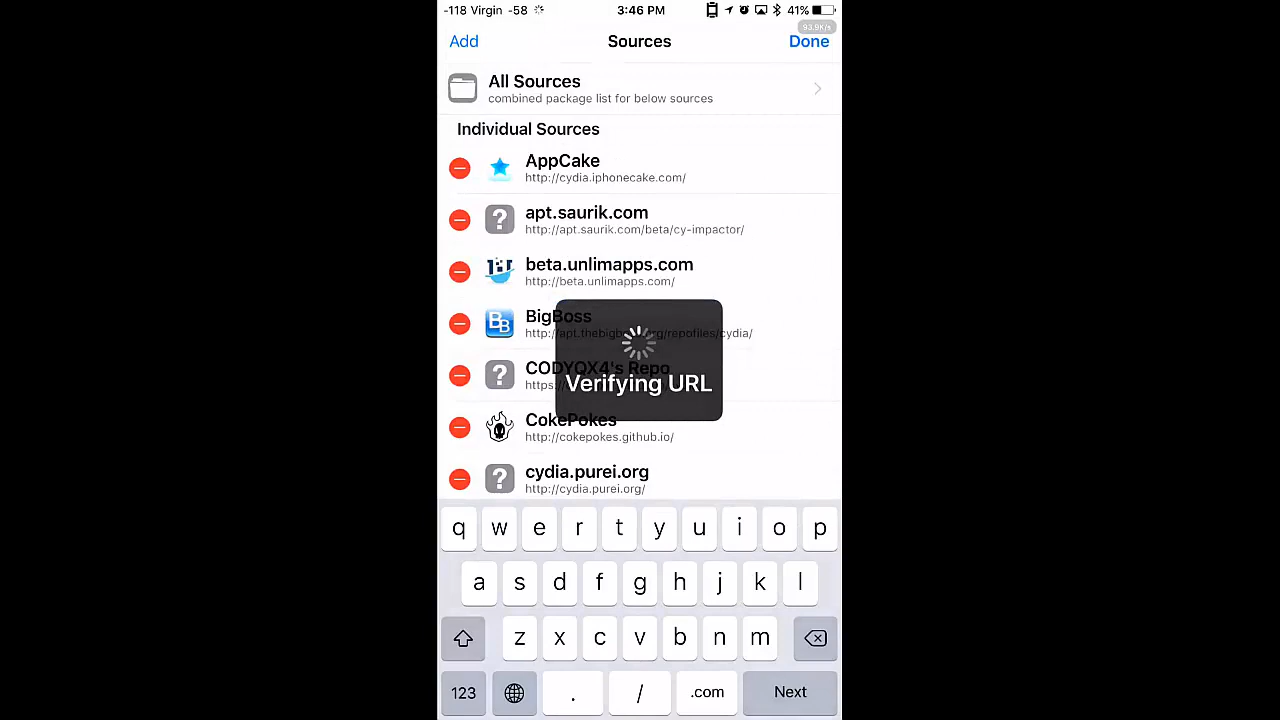 -118 Virgin -58 3:46 PM 41%
93.9K/s
Add Sources Done
All Sources
combined package list for below sources
Individual Sources
AppCake
http://cydia.iphonecake.com/
apt.saurik.com
http://apt.saurik.com/beta/cy-impactor/
beta.unlimapps.com
http://beta.unlimapps.com/
BigBoss
http://apt.thebigboss.org/repofiles/cydia/
CODYQX4's Repo
https:
Verifying URL
CokePokes
http://cokepokes.github.io/
cydia.purei.org
http://cydia.purei.org/
q w e r t y u i o p
a s d f g h j k l
z x c v b n m
123 . / .com Next